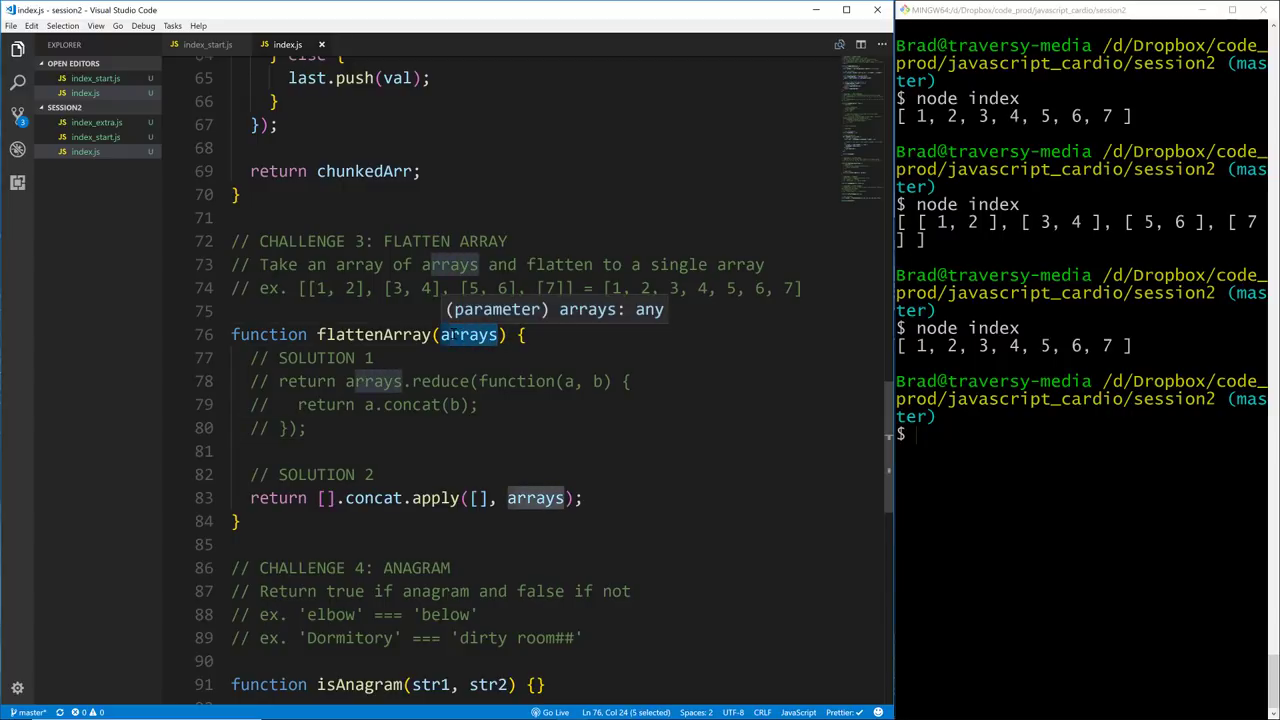 index.js - session2 - Visual Studio Code
File Edit Selection View Go Debug Tasks Help
EXPLORER
OPEN EDITORS
index_start.js U
index.js U
SESSION2
index_extra.js U
index_start.js U
index.js U
3
index_start.js index.js
65 last.push(val);
66 }
67 });
68
69 return chunkedArr;
70 }
71
72 // CHALLENGE 3: FLATTEN ARRAY
73 // Take an array of arrays and flatten to a single array
74 // ex. [[1, 2], [3, 4], [5, 6], [7]] = [1, 2, 3, 4, 5, 6, 7]
75 (parameter) arrays: any
76 function flattenArray(arrays) {
77 // SOLUTION 1
78 // return arrays.reduce(function(a, b) {
79 // return a.concat(b);
80 // });
81
82 // SOLUTION 2
83 return [].concat.apply([], arrays);
84 }
85
86 // CHALLENGE 4: ANAGRAM
87 // Return true if anagram and false if not
88 // ex. 'elbow' === 'below'
89 // ex. 'Dormitory' === 'dirty room##'
90
91 function isAnagram(str1, str2) {}
master* 0 0 Go Live Ln 76, Col 24 (5 selected) Spaces: 2 UTF-8 CRLF JavaScript Prettier: ✓
MINGW64:/d/Dropbox/code_prod/javascript_cardio/session2
Brad@traversy-media /d/Dropbox/code_
prod/javascript_cardio/session2 (mas
ter)
$ node index
[ 1, 2, 3, 4, 5, 6, 7 ]
Brad@traversy-media /d/Dropbox/code_
prod/javascript_cardio/session2 (mas
ter)
$ node index
[ [ 1, 2 ], [ 3, 4 ], [ 5, 6 ], [ 7
] ]
Brad@traversy-media /d/Dropbox/code_
prod/javascript_cardio/session2 (mas
ter)
$ node index
[ 1, 2, 3, 4, 5, 6, 7 ]
Brad@traversy-media /d/Dropbox/code_
prod/javascript_cardio/session2 (mas
ter)
$